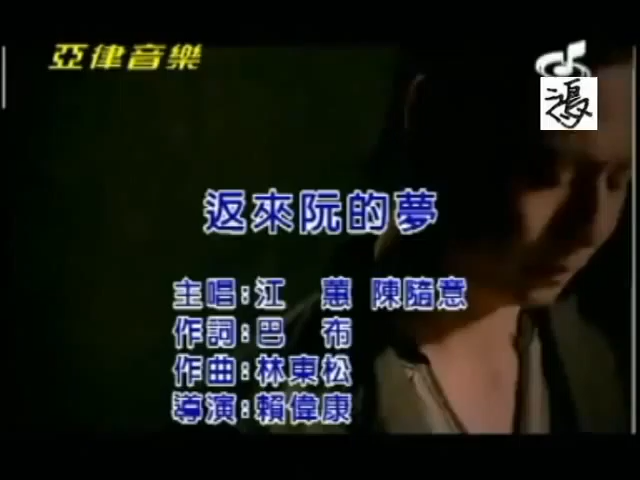 亞律音樂
返來阮的夢
主唱:江 蕙 陳隨意
作詞:巴 布
作曲:林東松
導演:賴偉康